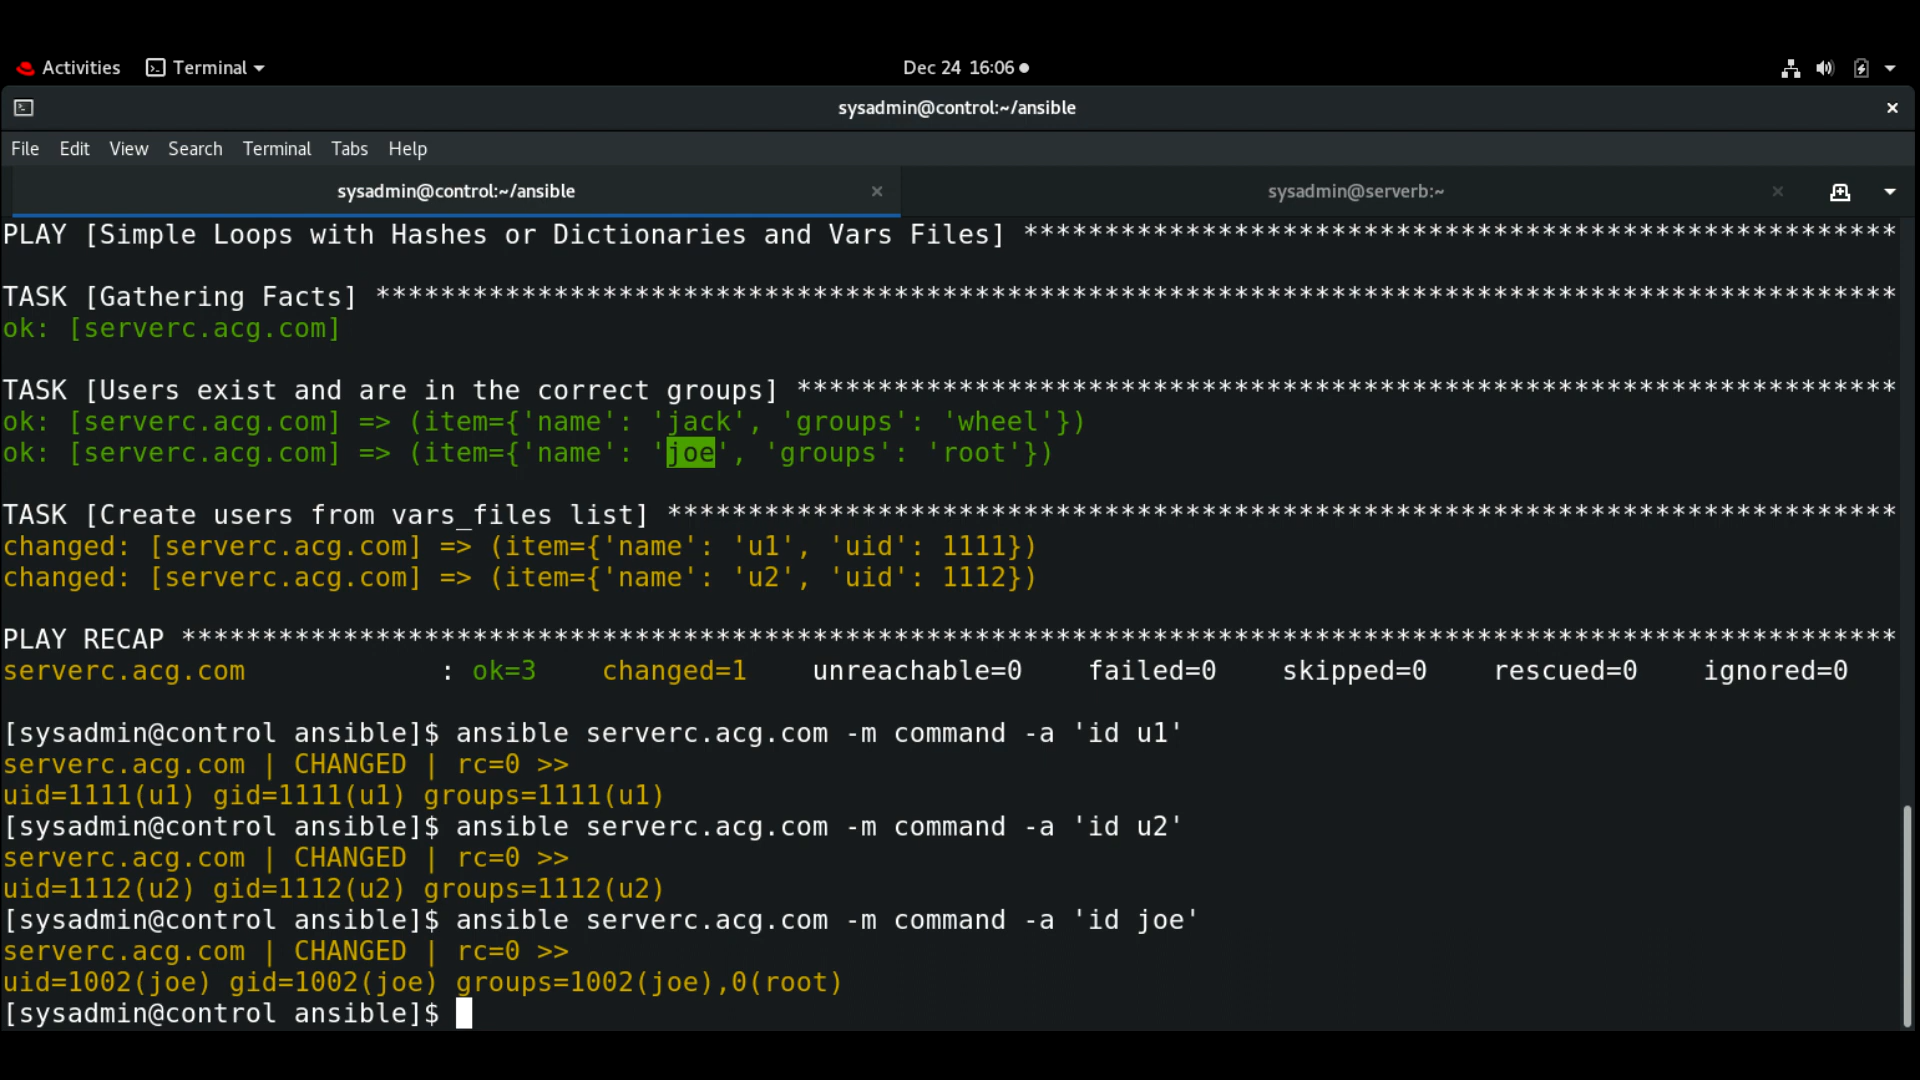 Activities Terminal Dec 24 16:06
sysadmin@control:~/ansible
File Edit View Search Terminal Tabs Help
sysadmin@control:~/ansible sysadmin@serverb:~
PLAY [Simple Loops with Hashes or Dictionaries and Vars Files] ******************************************************
TASK [Gathering Facts] **********************************************************************************************
ok: [serverc.acg.com]
TASK [Users exist and are in the correct groups] ********************************************************************
ok: [serverc.acg.com] => (item={'name': 'jack', 'groups': 'wheel'})
ok: [serverc.acg.com] => (item={'name': 'joe', 'groups': 'root'})
TASK [Create users from vars_files list] ****************************************************************************
changed: [serverc.acg.com] => (item={'name': 'u1', 'uid': 1111})
changed: [serverc.acg.com] => (item={'name': 'u2', 'uid': 1112})
PLAY RECAP **********************************************************************************************************
serverc.acg.com : ok=3 changed=1 unreachable=0 failed=0 skipped=0 rescued=0 ignored=0
[sysadmin@control ansible]$ ansible serverc.acg.com -m command -a 'id u1'
serverc.acg.com | CHANGED | rc=0 >>
uid=1111(u1) gid=1111(u1) groups=1111(u1)
[sysadmin@control ansible]$ ansible serverc.acg.com -m command -a 'id u2'
serverc.acg.com | CHANGED | rc=0 >>
uid=1112(u2) gid=1112(u2) groups=1112(u2)
[sysadmin@control ansible]$ ansible serverc.acg.com -m command -a 'id joe'
serverc.acg.com | CHANGED | rc=0 >>
uid=1002(joe) gid=1002(joe) groups=1002(joe),0(root)
[sysadmin@control ansible]$